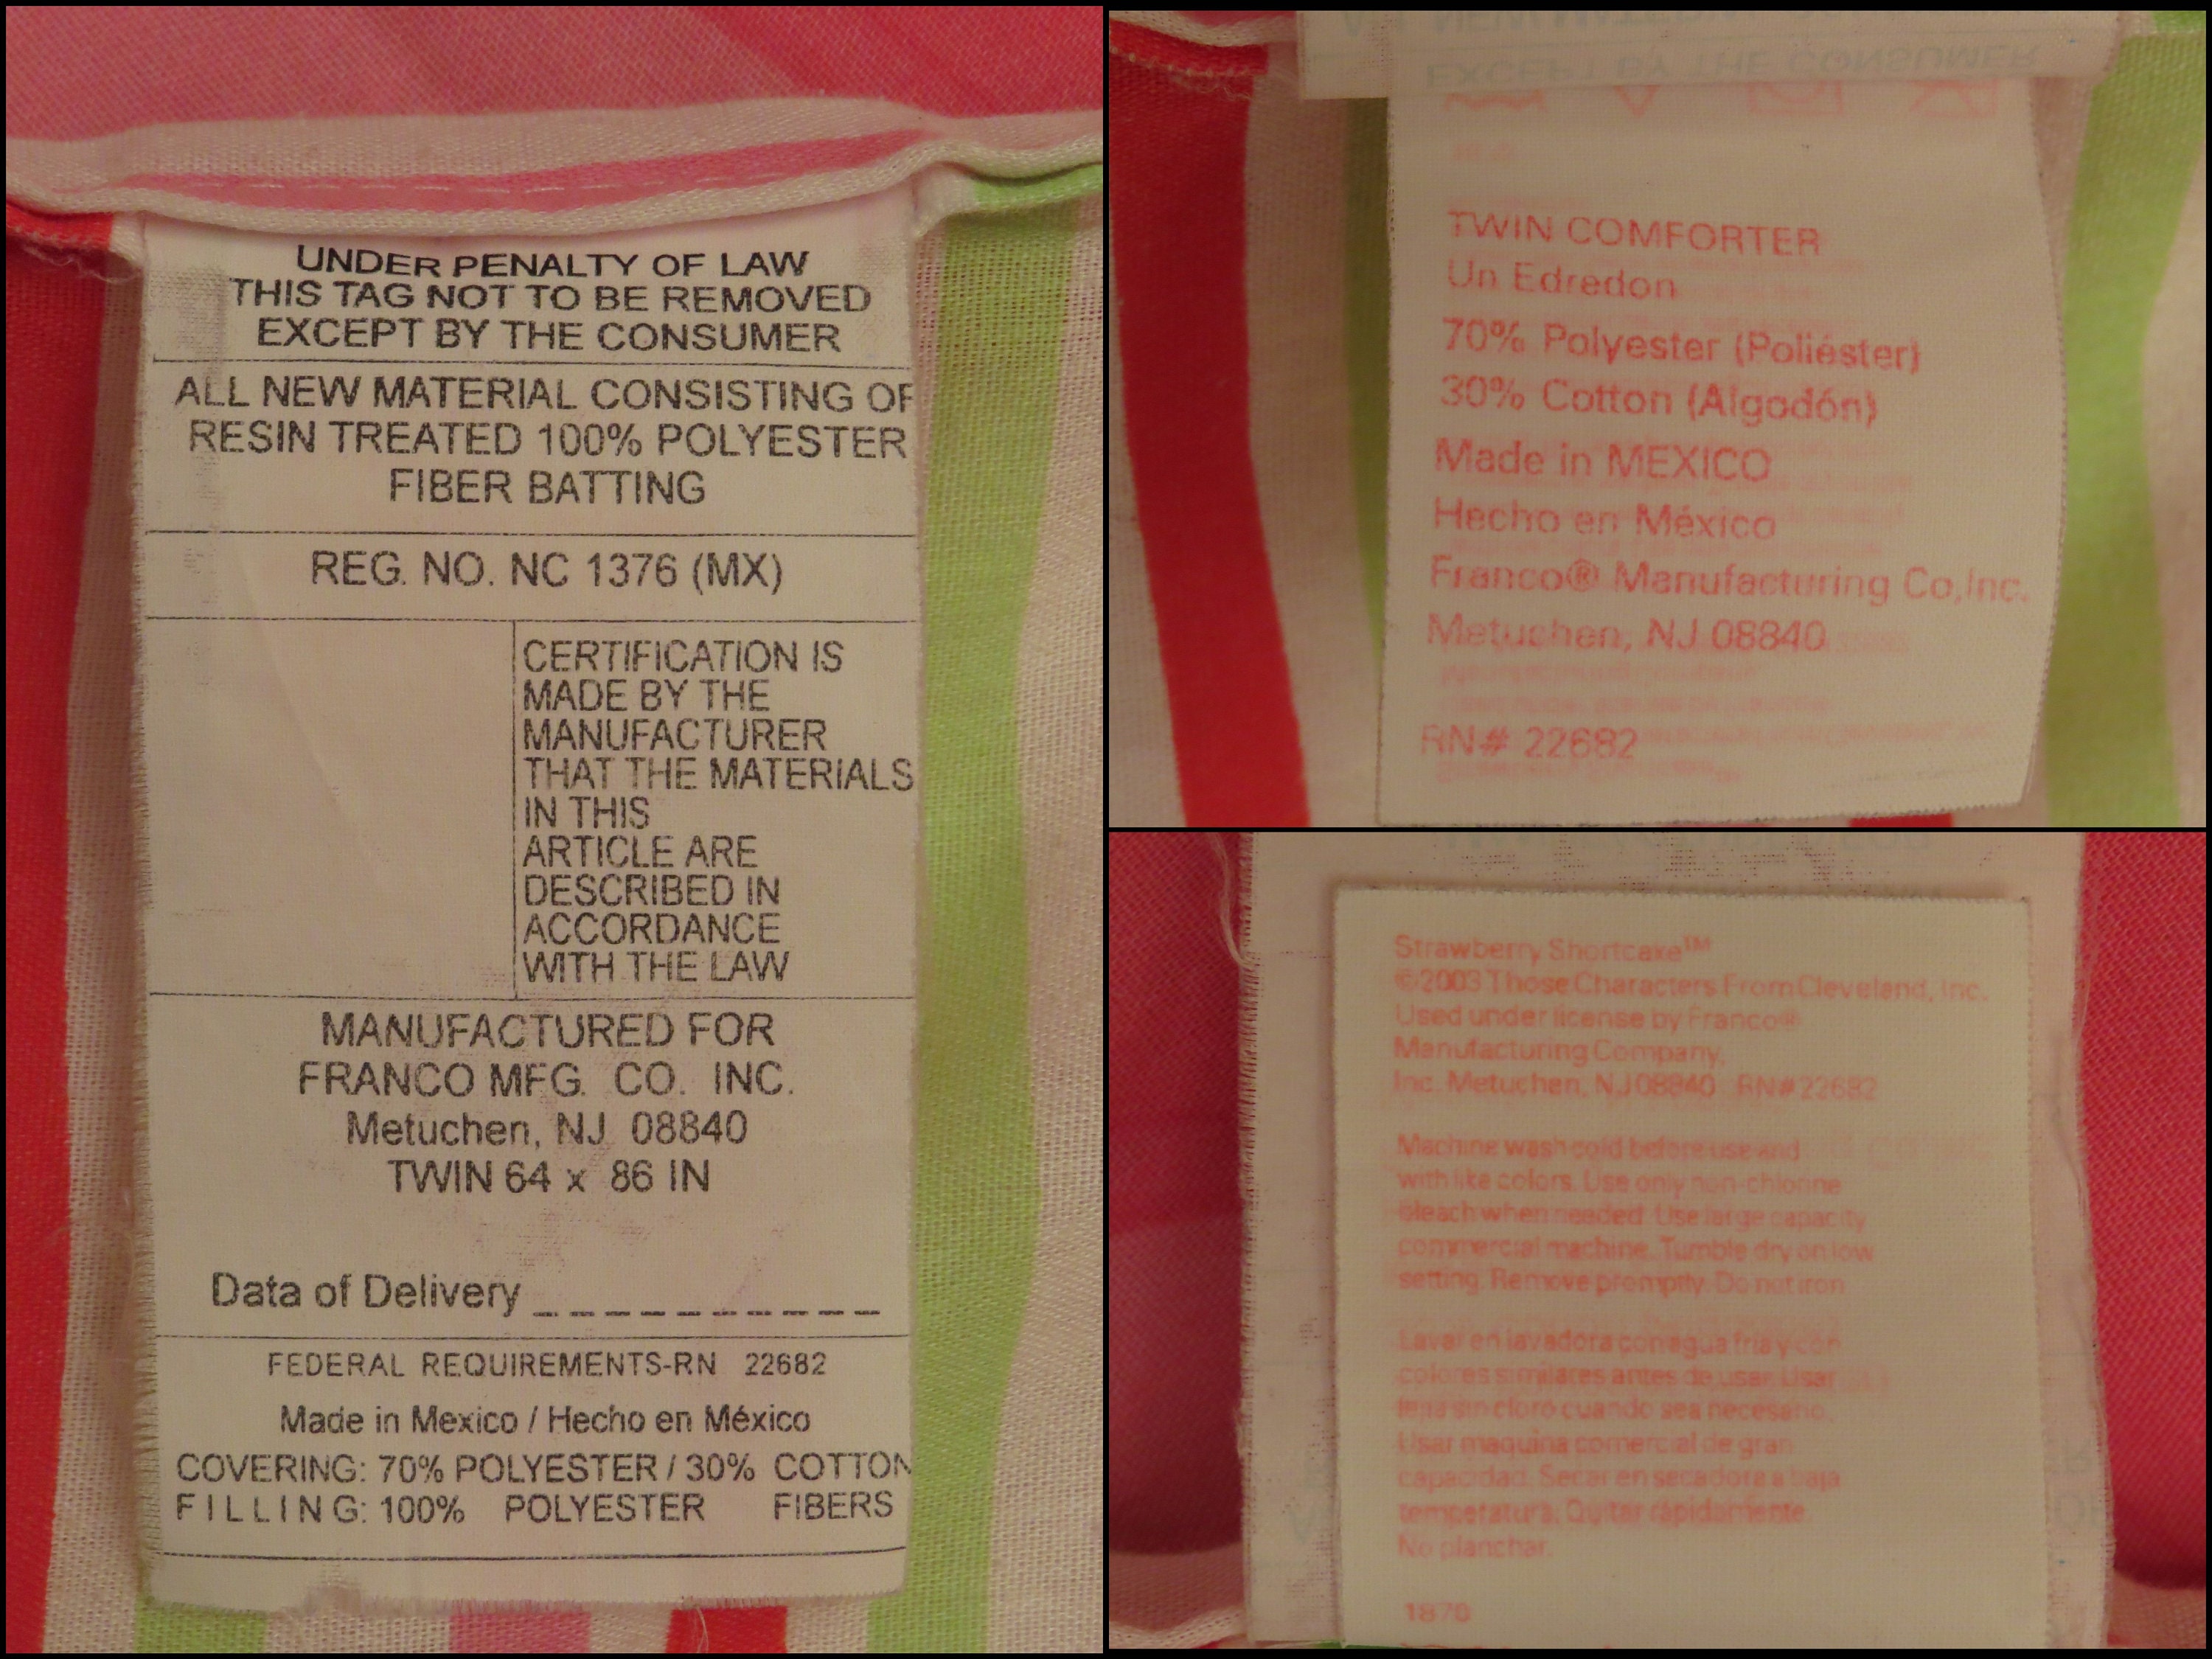 UNDER PENALTY OF LAW
THIS TAG NOT TO BE REMOVED
EXCEPT BY THE CONSUMER
ALL NEW MATERIAL CONSISTING OF
RESIN TREATED 100% POLYESTER
FIBER BATTING
REG. NO. NC 1376 (MX)
CERTIFICATION IS
MADE BY THE
MANUFACTURER
THAT THE MATERIALS
IN THIS
ARTICLE ARE
DESCRIBED IN
ACCORDANCE
WITH THE LAW
MANUFACTURED FOR
FRANCO MFG. CO. INC.
Metuchen, NJ 08840
TWIN 64 x 86 IN
Data of Delivery _ _ _ _ _ _ _ _ _ _
FEDERAL REQUIREMENTS-RN 22682
Made in Mexico / Hecho en México
COVERING: 70% POLYESTER / 30% COTTON
FILLING: 100% POLYESTER FIBERS
EXCEPT BY THE CONSUMER
TWIN COMFORTER
Un Edredon
70% Polyester (Poliéster)
30% Cotton (Algodón)
Made in MEXICO
Hecho en México
Franco® Manufacturing Co,Inc.
Metuchen, NJ 08840
RN# 22682
Strawberry Shortcake™
©2003 Those Characters From Cleveland, Inc.
Used under license by Franco®
Manufacturing Company,
Inc. Metuchen, NJ 08840 RN#22682
Machine wash cold before use and
with like colors. Use only non-chlorine
bleach when needed. Use large capacity
commercial machine. Tumble dry on low
setting. Remove promptly. Do not iron
Lavar en lavadora con agua fria y con
colores similares antes de usar. Usar
lejia sin cloro cuando sea necesario.
Usar maquina comercial de gran
capacidad. Secar en secadora a baja
temperatura. Quitar rápidamente.
No planchar.
1870